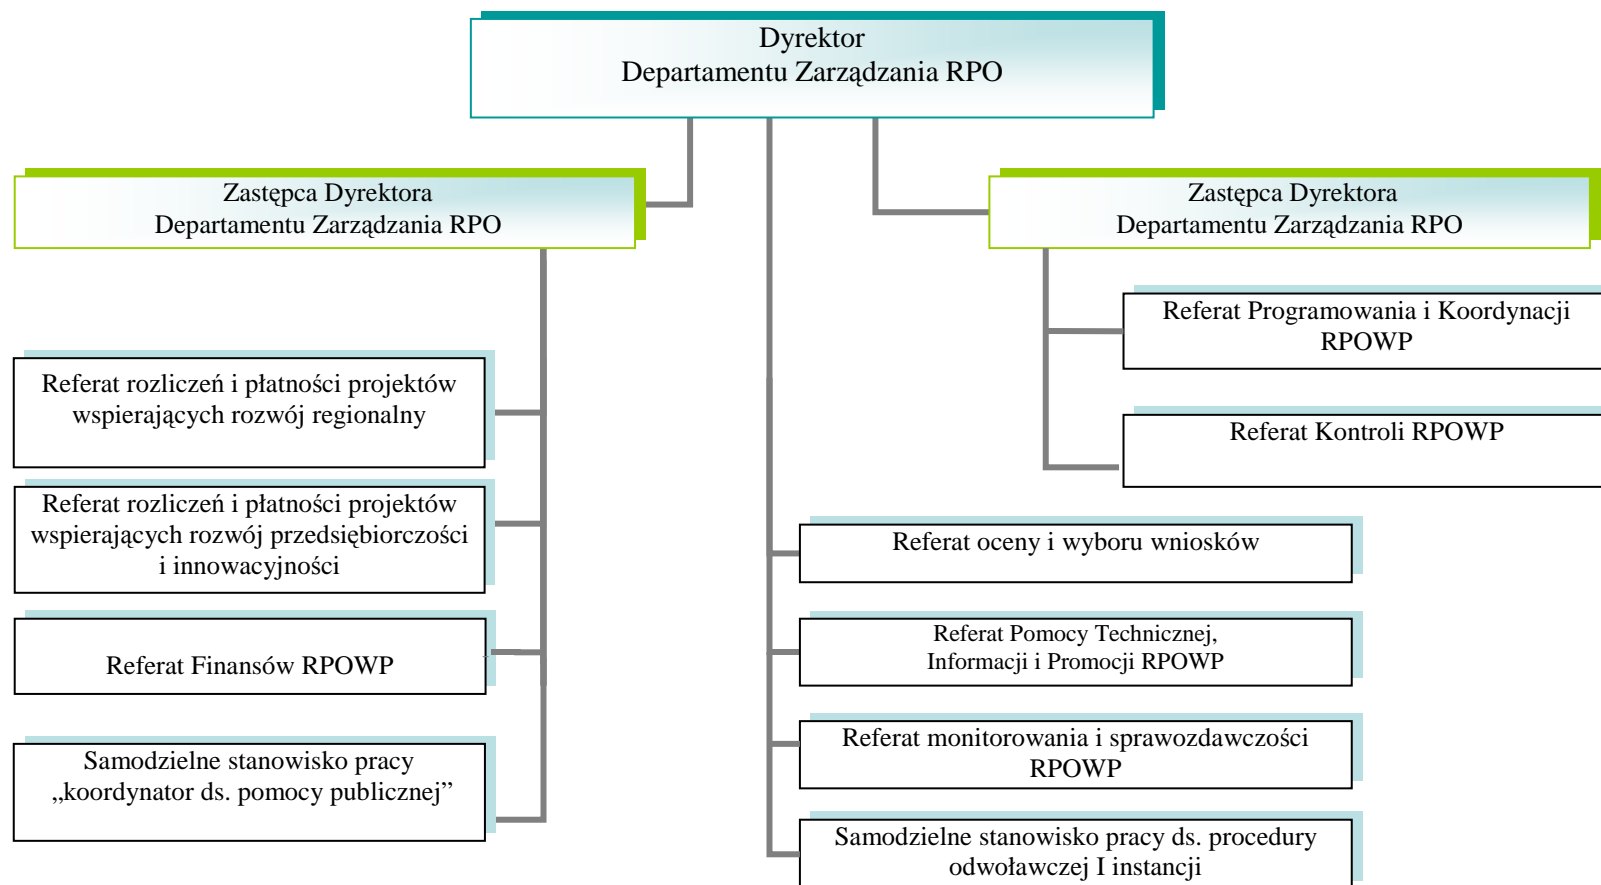 Dyrektor
Departamentu Zarządzania RPO
Zastępca Dyrektora
Departamentu Zarządzania RPO
Zastępca Dyrektora
Departamentu Zarządzania RPO
Referat rozliczeń i płatności projektów
wspierających rozwój regionalny
Referat rozliczeń i płatności projektów
wspierających rozwój przedsiębiorczości
i innowacyjności
Referat Finansów RPOWP
Samodzielne stanowisko pracy
„koordynator ds. pomocy publicznej”
Referat oceny i wyboru wniosków
Referat Pomocy Technicznej,
Informacji i Promocji RPOWP
Referat monitorowania i sprawozdawczości
RPOWP
Samodzielne stanowisko pracy ds. procedury
odwoławczej I instancji
Referat Programowania i Koordynacji
RPOWP
Referat Kontroli RPOWP